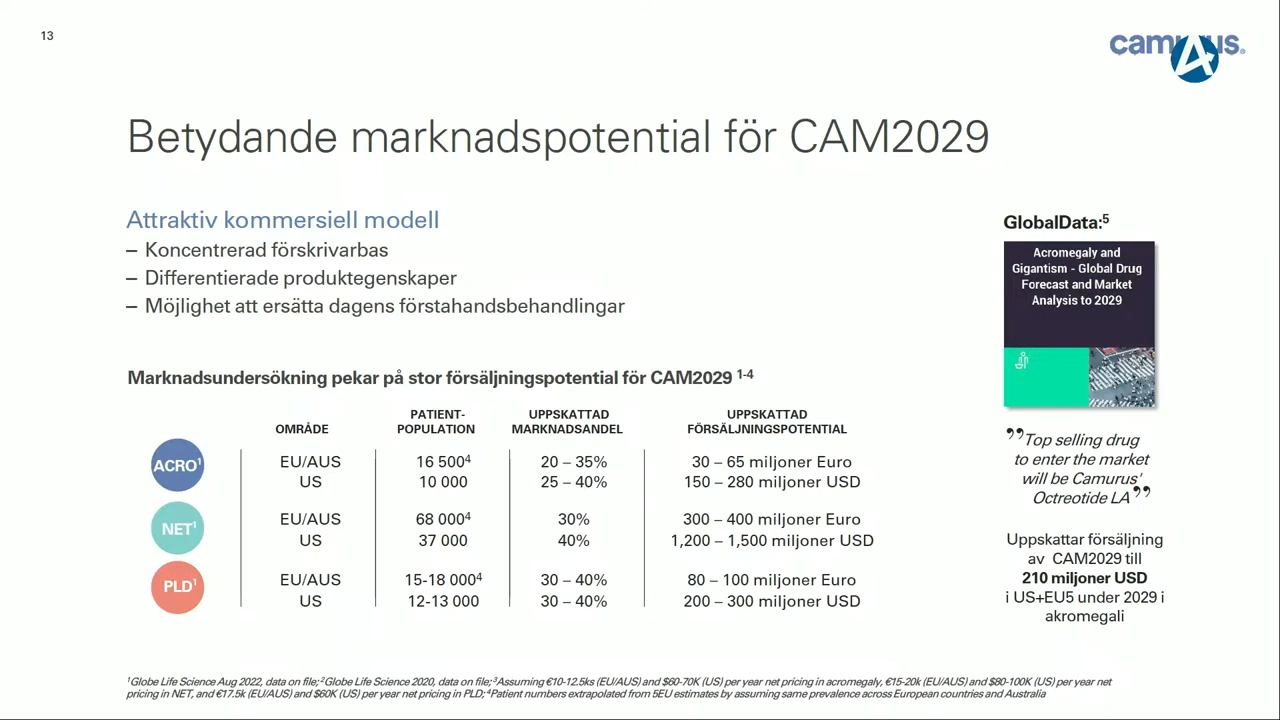 13
camurus®
Betydande marknadspotential för CAM2029
Attraktiv kommersiell modell
– Koncentrerad förskrivarbas
– Differentierade produktegenskaper
– Möjlighet att ersätta dagens förstahandsbehandlingar
Marknadsundersökning pekar på stor försäljningspotential för CAM2029 1-4
OMRÅDE PATIENT-POPULATION UPPSKATTAD MARKNADSANDEL UPPSKATTAD FÖRSÄLJNINGSPOTENTIAL
ACRO¹ EU/AUS 16 500⁴ 20 – 35% 30 – 65 miljoner Euro
US 10 000 25 – 40% 150 – 280 miljoner USD
NET¹ EU/AUS 68 000⁴ 30% 300 – 400 miljoner Euro
US 37 000 40% 1,200 – 1,500 miljoner USD
PLD¹ EU/AUS 15-18 000⁴ 30 – 40% 80 – 100 miljoner Euro
US 12-13 000 30 – 40% 200 – 300 miljoner USD
GlobalData:⁵
Acromegaly and
Gigantism - Global Drug
Forecast and Market
Analysis to 2029
”Top selling drug
to enter the market
will be Camurus'
Octreotide LA”
Uppskattar försäljning
av CAM2029 till
210 miljoner USD
i US+EU5 under 2029 i
akromegali
¹Globe Life Science Aug 2022, data on file; ²Globe Life Science 2020, data on file; ³Assuming €10-12.5ks (EU/AUS) and $60-70K (US) per year net pricing in acromegaly, €15-20k (EU/AUS) and $80-100K (US) per year net
pricing in NET, and €17.5k (EU/AUS) and $60K (US) per year net pricing in PLD; ⁴Patient numbers extrapolated from 5EU estimates by assuming same prevalence across European countries and Australia